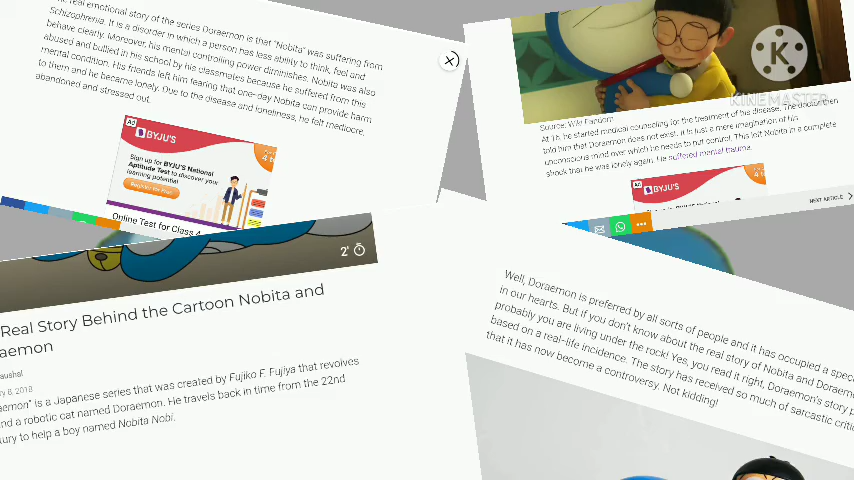 real emotional story of the series Doraemon is that "Nobita" was suffering from
Schizophrenia. It is a disorder in which a person has less ability to think, feel and
behave clearly. Moreover, his mental controlling power diminishes. Nobita was also
abused and bullied in his school by his classmates because he suffered from this
mental condition. His friends left him fearing that one-day Nobita can provide harm
to them and he became lonely. Due to the disease and loneliness, he felt mediocre,
abandoned and stressed out.
Ad
BYJU'S
Sign up for BYJU'S National
Aptitude Test to discover your
learning potential
Register for Free
Online Test for Class 4
KINEMASTER
Source: Wiki Fandom
At 16, he started medical counseling for the treatment of his disease. The doctor then
told him that Doraemon does not exist. It is just a mere imagination of his
unconscious mind over which he needs to put control. This left Nobita in a complete
shock that he was lonely again. He suffered mental trauma.
Ad
BYJU'S
NEXT ARTICLE
2'
Real Story Behind the Cartoon Nobita and
aemon
aushal
ry 8, 2018
aemon" is a Japanese series that was created by Fujiko F. Fujiya that revolves
nd a robotic cat named Doraemon. He travels back in time from the 22nd
ury to help a boy named Nobita Nobi.
Well, Doraemon is preferred by all sorts of people and it has occupied a spec
in our hearts. But if you don't know about the real story of Nobita and Doraem
probably you are living under the rock! Yes, you read it right, Doraemon's story
based on a real-life incidence. The story has received so much of sarcastic critic
that it has now become a controversy. Not kidding!